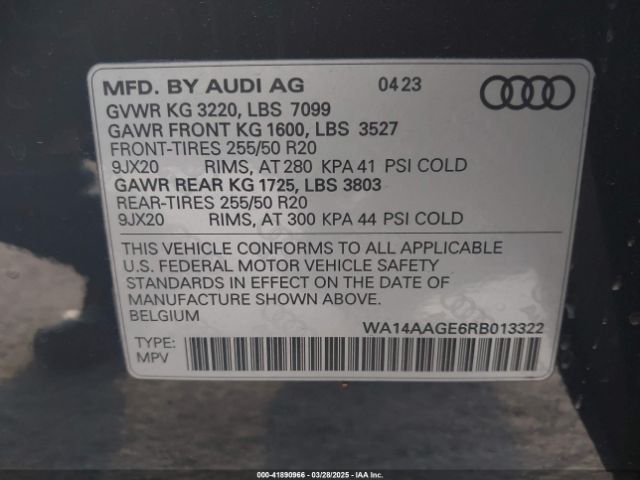 MFD. BY AUDI AG 04 23
GVWR KG 3220, LBS 7099
GAWR FRONT KG 1600, LBS 3527
FRONT-TIRES 255/50 R20
9JX20 RIMS, AT 280 KPA 41 PSI COLD
GAWR REAR KG 1725, LBS 3803
REAR-TIRES 255/50 R20
9JX20 RIMS, AT 300 KPA 44 PSI COLD
THIS VEHICLE CONFORMS TO ALL APPLICABLE
U.S. FEDERAL MOTOR VEHICLE SAFETY
STANDARDS IN EFFECT ON THE DATE OF
MANUFACTURE SHOWN ABOVE.
BELGIUM
WA14AAGE6RB013322
TYPE:
MPV
000-41890966 - 03/28/2025 - IAAI.COM